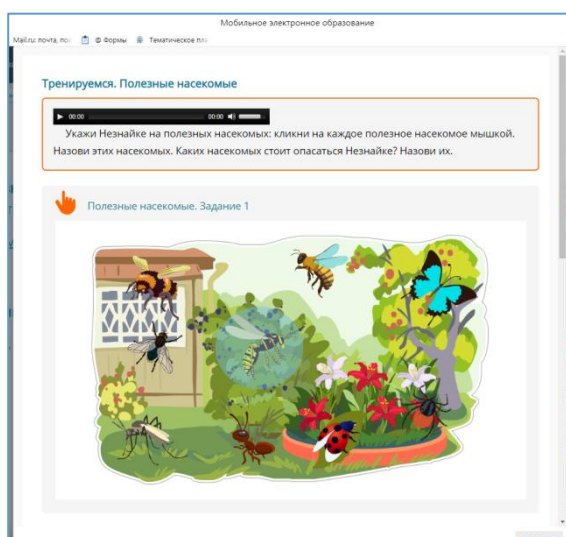 Мобильное электронное образование
Mail.ru: почта, по Формы Тематическое пл
Тренируемся. Полезные насекомые
00:00 00:00
Укажи Незнайке на полезных насекомых: кликни на каждое полезное насекомое мышкой.
Назови этих насекомых. Каких насекомых стоит опасаться Незнайке? Назови их.
Полезные насекомые. Задание 1